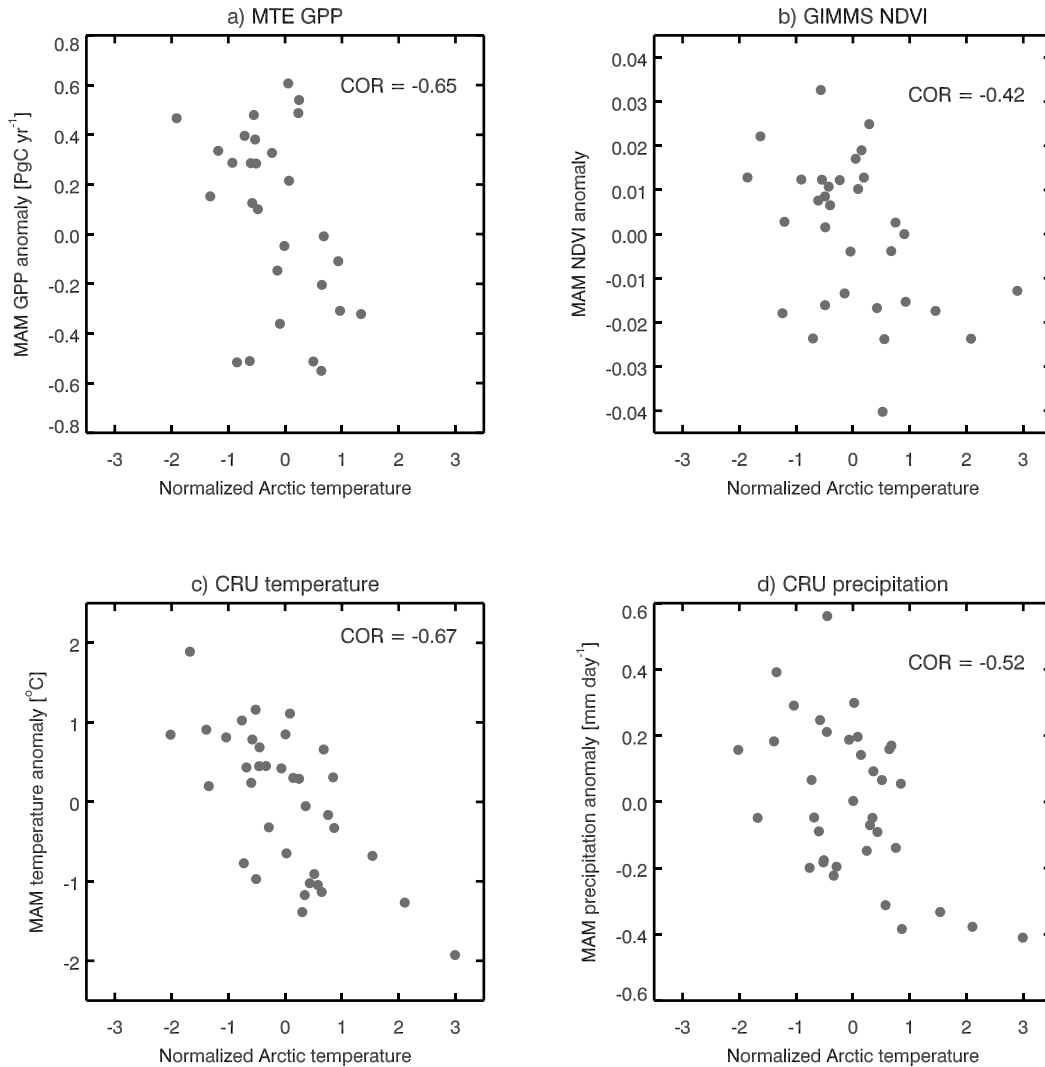 a) MTE GPP
COR = -0.65
MAM GPP anomaly [PgC yr-1]
0.8
0.6
0.4
0.2
0.0
-0.2
-0.4
-0.6
-0.8
-3 -2 -1 0 1 2 3
Normalized Arctic temperature
b) GIMMS NDVI
COR = -0.42
MAM NDVI anomaly
0.04
0.03
0.02
0.010
0.00
-0.010
-0.02
-0.03
-0.04
-3 -2 -1 0 1 2 3
Normalized Arctic temperature
c) CRU temperature
COR = -0.67
MAM temperature anomaly [°C]
2
1
0
-1
-2
-3 -2 -1 0 1 2 3
Normalized Arctic temperature
d) CRU precipitation
COR = -0.52
MAM precipitation anomaly [mm day-1]
0.6
0.4
0.2
0.0
-0.2
-0.4
-0.6
-3 -2 -1 0 1 2 3
Normalized Arctic temperature